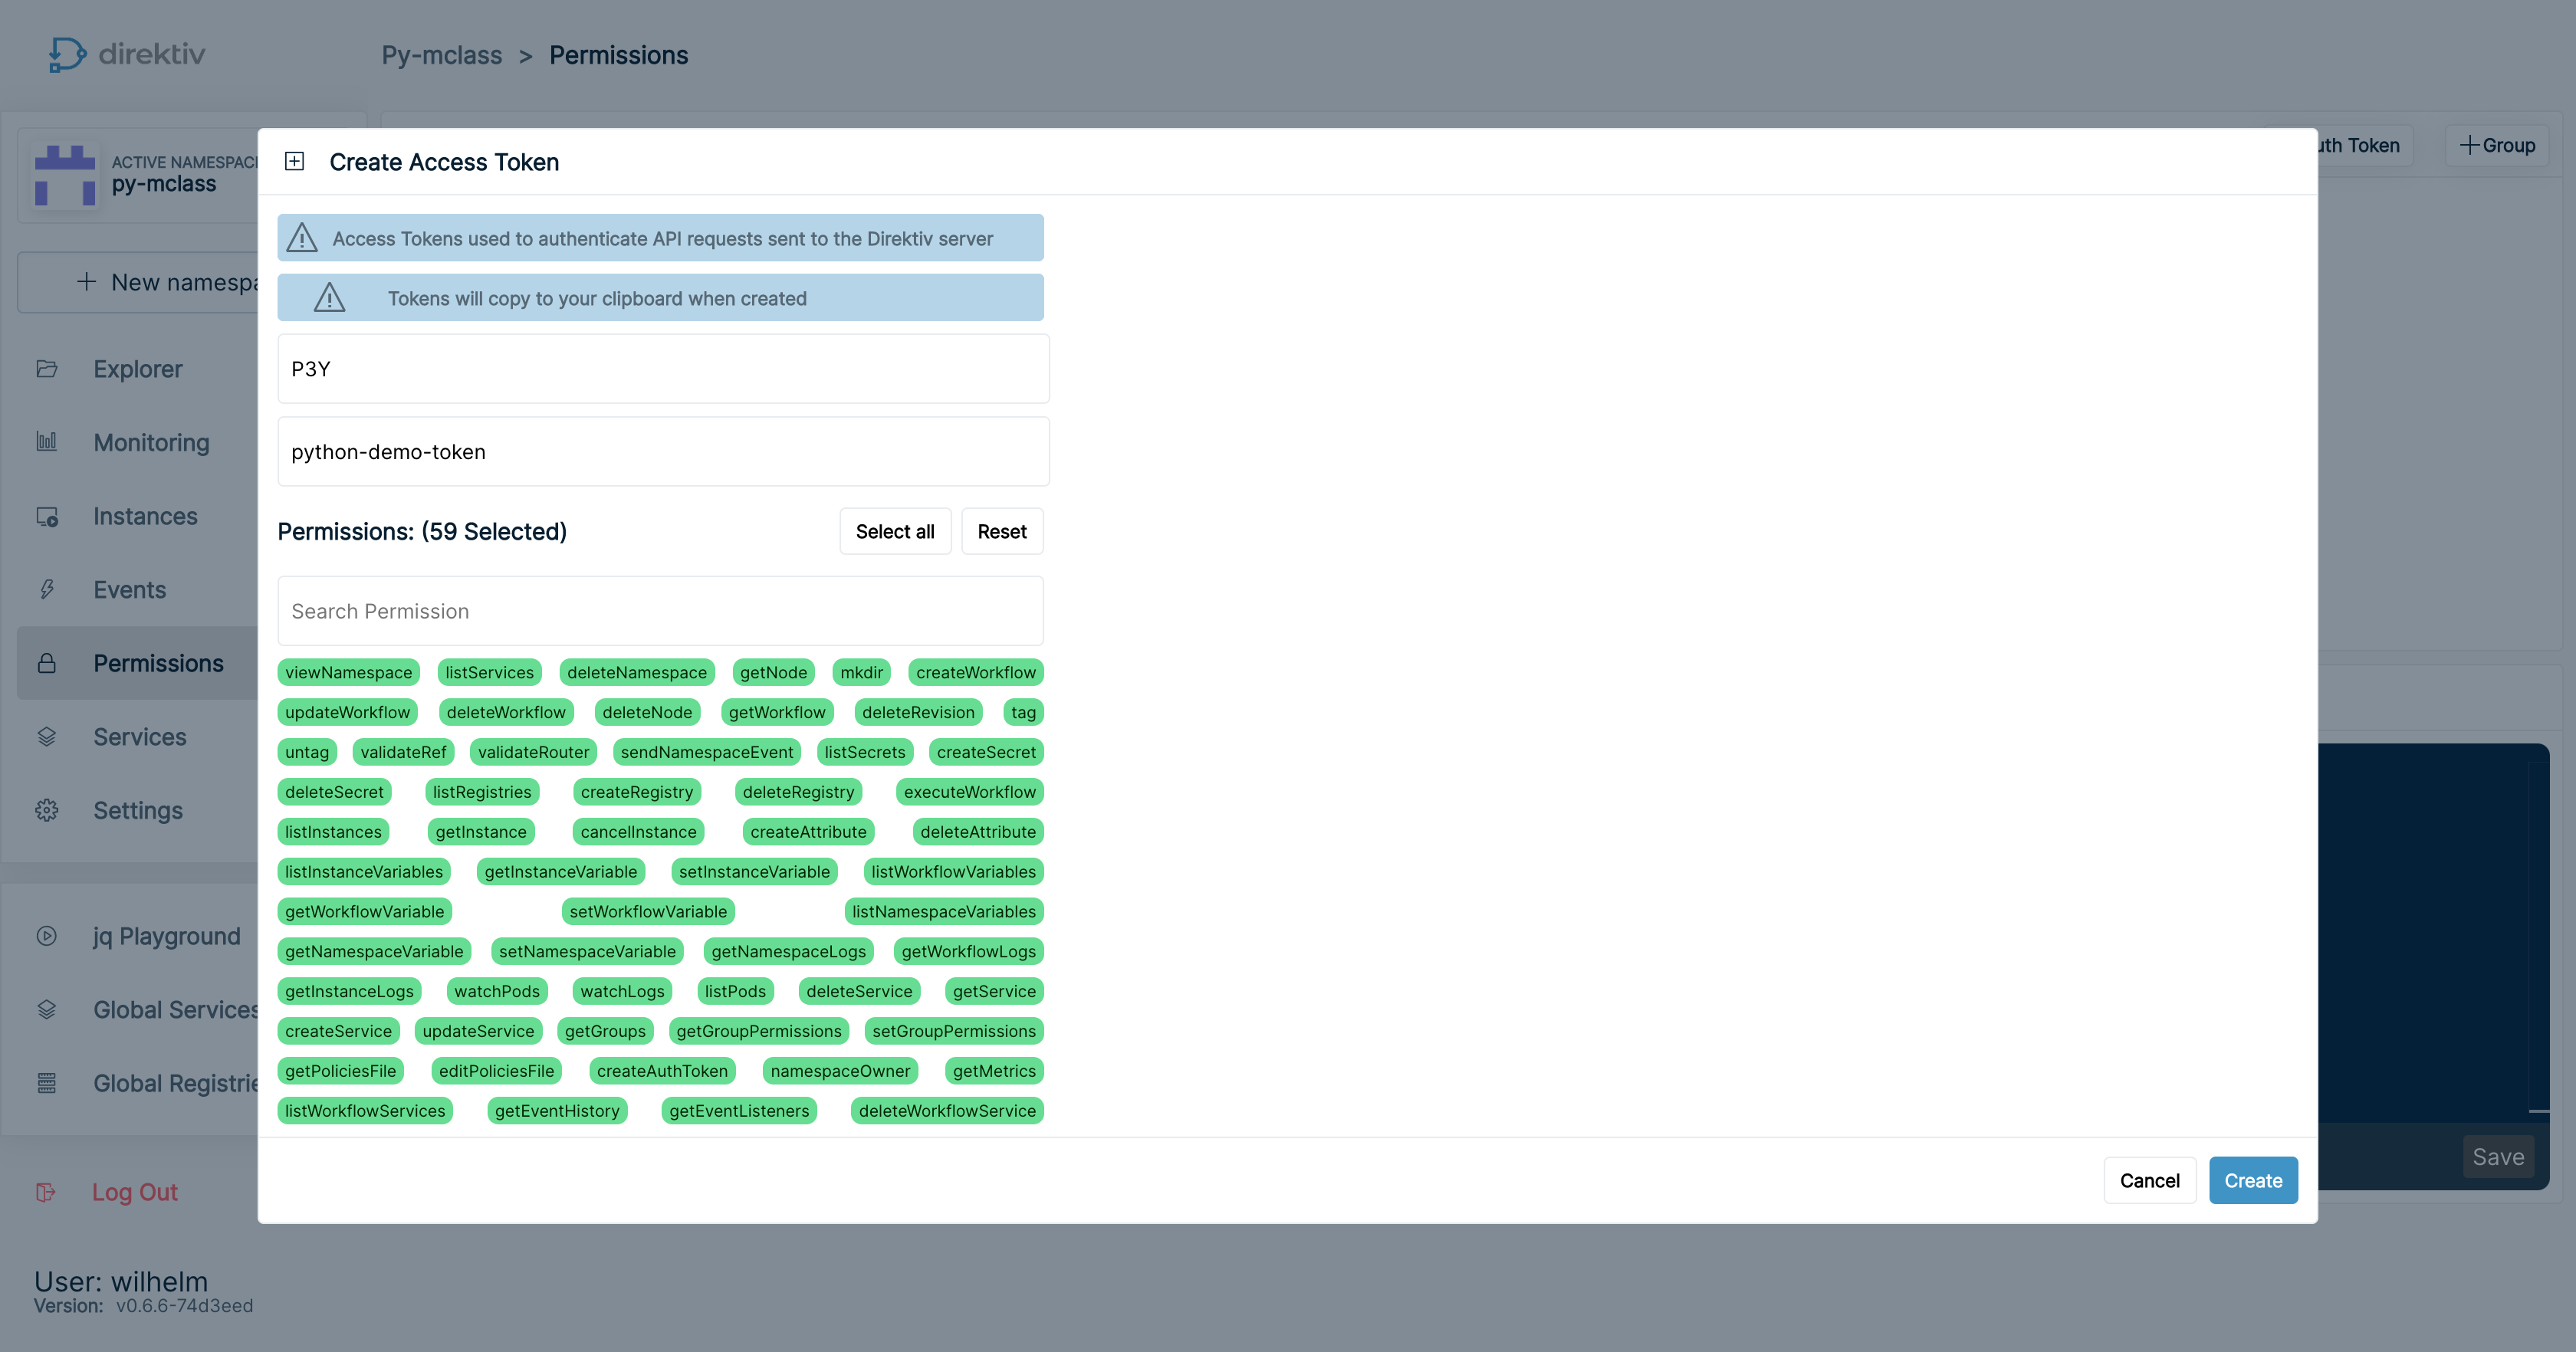 direktiv
Py-mclass > Permissions
ACTIVE NAMESPAC
py-mclass
uth Token
Group
New namespa
Explorer
Monitoring
Instances
Events
Permissions
Services
Settings
jq Playground
Global Services
Global Registrie
Log Out
User: wilhelm
Version: v0.6.6-74d3eed
Create Access Token
Access Tokens used to authenticate API requests sent to the Direktiv server
Tokens will copy to your clipboard when created
P3Y
python-demo-token
Permissions: (59 Selected)
Select all
Reset
Search Permission
viewNamespace listServices deleteNamespace getNode mkdir createWorkflow
updateWorkflow deleteWorkflow deleteNode getWorkflow deleteRevision tag
untag validateRef validateRouter sendNamespaceEvent listSecrets createSecret
deleteSecret listRegistries createRegistry deleteRegistry executeWorkflow
listInstances getInstance cancelInstance createAttribute deleteAttribute
listInstanceVariables getInstanceVariable setInstanceVariable listWorkflowVariables
getWorkflowVariable setWorkflowVariable listNamespaceVariables
getNamespaceVariable setNamespaceVariable getNamespaceLogs getWorkflowLogs
getInstanceLogs watchPods watchLogs listPods deleteService getService
createService updateService getGroups getGroupPermissions setGroupPermissions
getPoliciesFile editPoliciesFile createAuthToken namespaceOwner getMetrics
listWorkflowServices getEventHistory getEventListeners deleteWorkflowService
Cancel
Create
Save